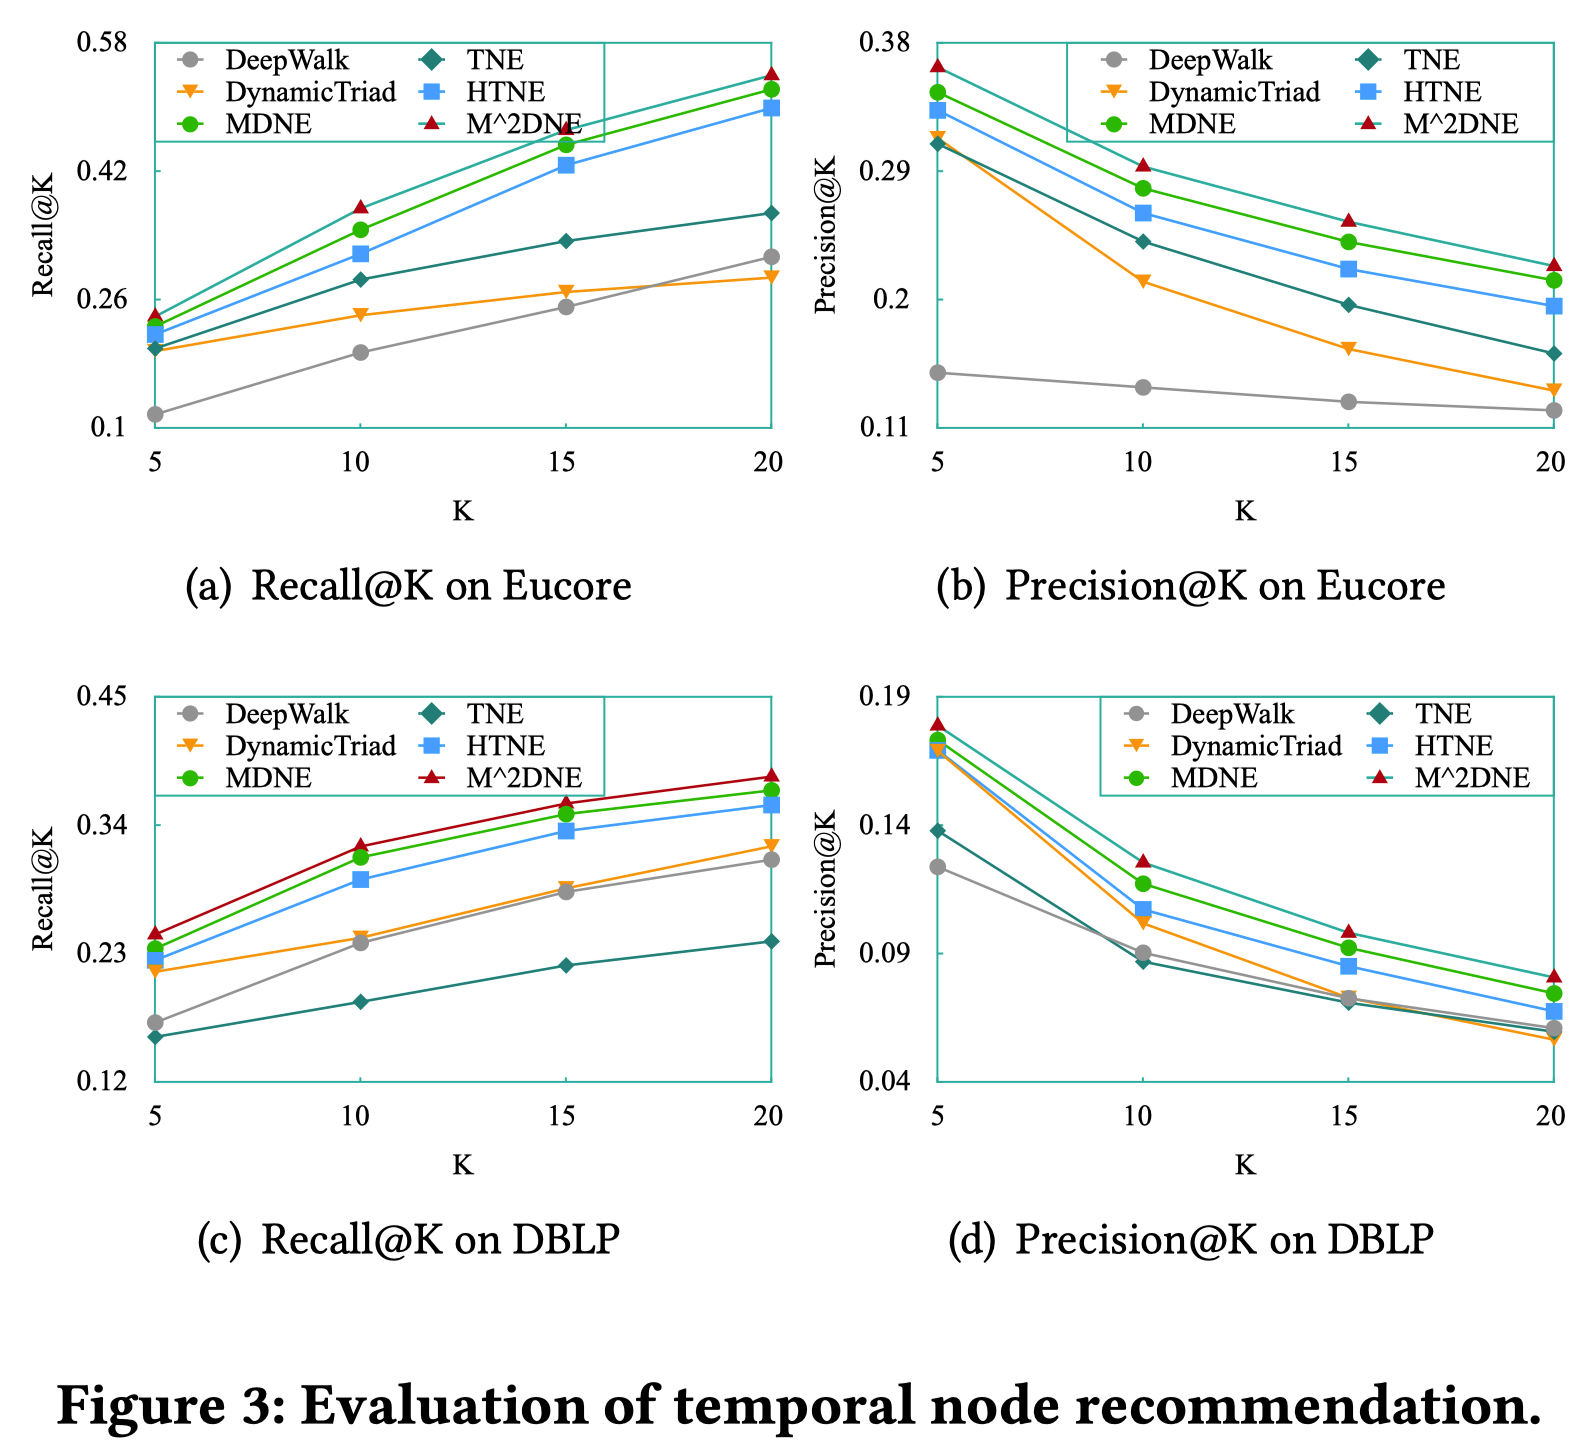 0.58
0.42
0.26
0.1
Recall@K
DeepWalk
DynamicTriad
MDNE
TNE
HTNE
M^2DNE
5 10 15 20
K
(a) Recall@K on Eucore
0.38
0.29
0.2
0.11
Precision@K
DeepWalk
DynamicTriad
MDNE
TNE
HTNE
M^2DNE
5 10 15 20
K
(b) Precision@K on Eucore
0.45
0.34
0.23
0.12
Recall@K
DeepWalk
DynamicTriad
MDNE
TNE
HTNE
M^2DNE
5 10 15 20
K
(c) Recall@K on DBLP
0.19
0.14
0.09
0.04
Precision@K
DeepWalk
DynamicTriad
MDNE
TNE
HTNE
M^2DNE
5 10 15 20
K
(d) Precision@K on DBLP
Figure 3: Evaluation of temporal node recommendation.